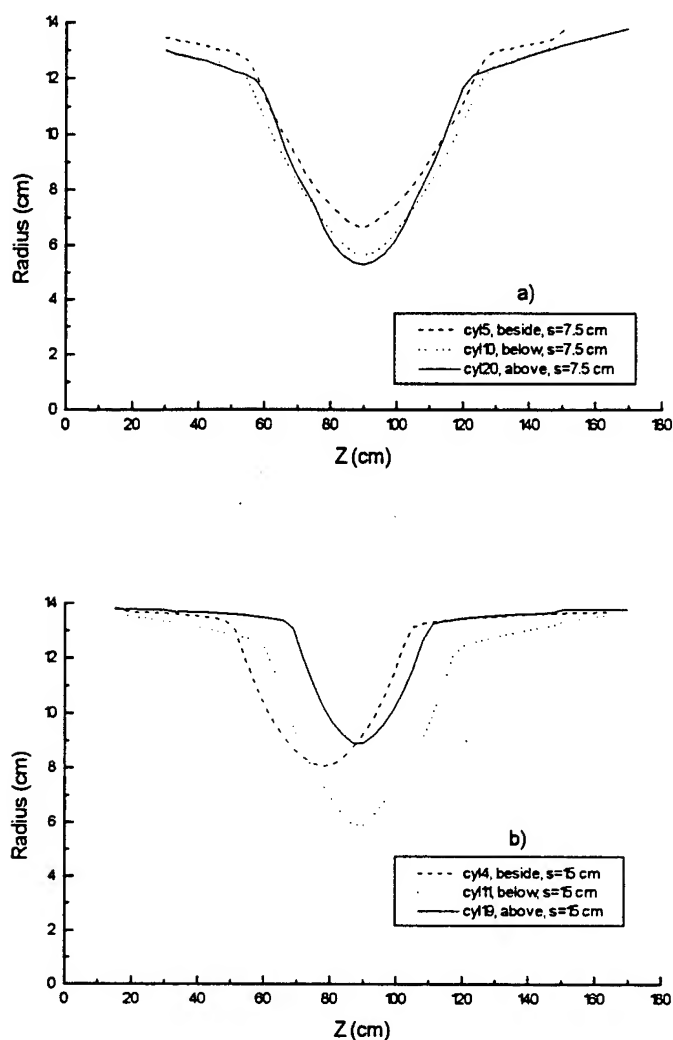 14
12
10
8
6
4
2
0
Radius (cm)
a)
cyl5, beside, s=7.5 cm
cyl10, below, s=7.5 cm
cyl20, above, s=7.5 cm
0 20 40 60 80 100 120 140 160 180
Z (cm)
14
12
10
8
6
4
2
0
Radius (cm)
b)
cyl4, beside, s=15 cm
cyl11, below, s=15 cm
cyl19, above, s=15 cm
0 20 40 60 80 100 120 140 160 180
Z (cm)